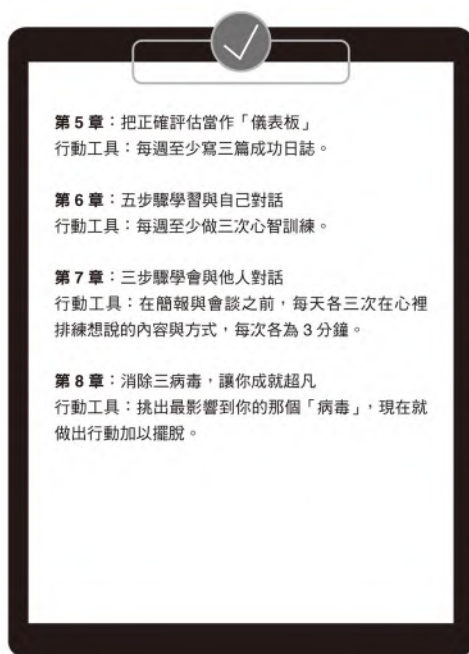 第5章：把正確評估當作「儀表板」
行動工具：每週至少寫三篇成功日誌。
第6章：五步驟學習與自己對話
行動工具：每週至少做三次心智訓練。
第7章：三步驟學會與他人對話
行動工具：在簡報與會談之前，每天各三次在心裡
排練想說的內容與方式，每次各為3分鐘。
第8章：消除三病毒，讓你成就超凡
行動工具：挑出最影響到你的那個「病毒」，現在就
做出行動加以擺脫。